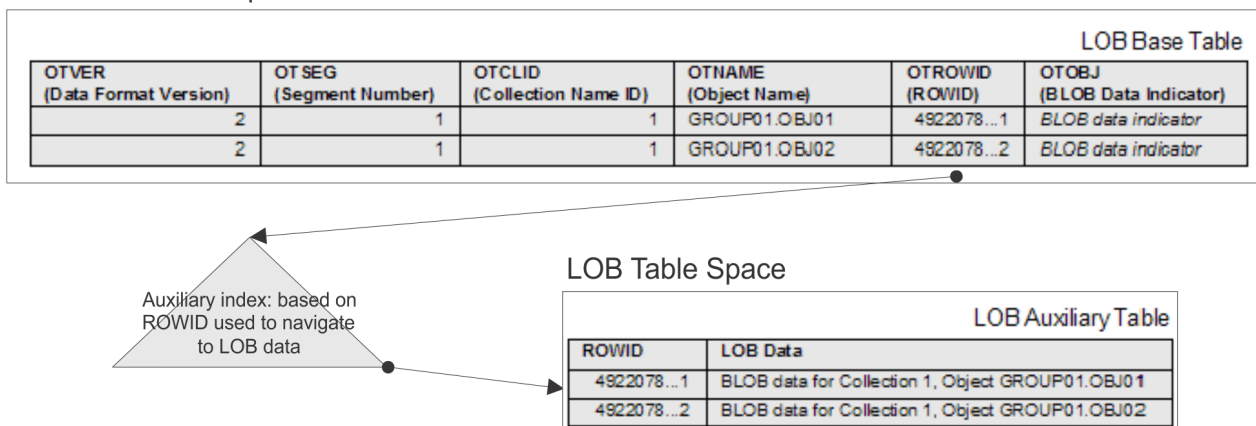 LOB Base Table
OTVER OTSEG OTCLID OTNAME OTROWID OTOBJ
(Data Format Version) (Segment Number) (Collection Name ID) (Object Name) (ROWID) (BLOB Data Indicator)
2 1 1 GROUP01.OBJ01 4922078...1 BLOB data indicator
2 1 1 GROUP01.OBJ02 4922078...2 BLOB data indicator
Auxiliary index: based on
ROWID used to navigate
to LOB data
LOB Table Space
LOB Auxiliary Table
ROWID LOB Data
4922078...1 BLOB data for Collection 1, Object GROUP01.OBJ01
4922078...2 BLOB data for Collection 1, Object GROUP01.OBJ02